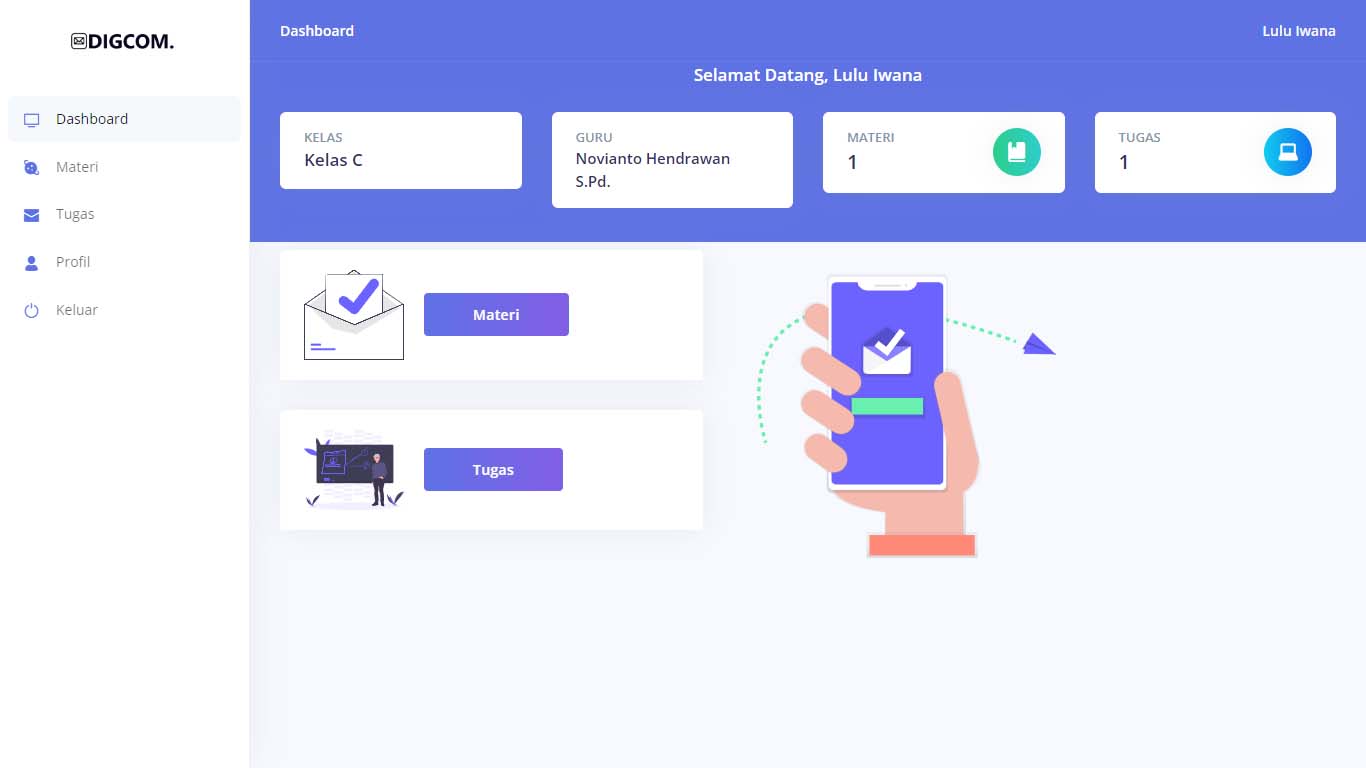 DIGCOM.
Dashboard
Materi
Tugas
Profil
Keluar
Dashboard
Lulu Iwana
Selamat Datang, Lulu Iwana
KELAS
Kelas C
GURU
Novianto Hendrawan
S.Pd.
MATERI
1
TUGAS
1
Materi
Tugas